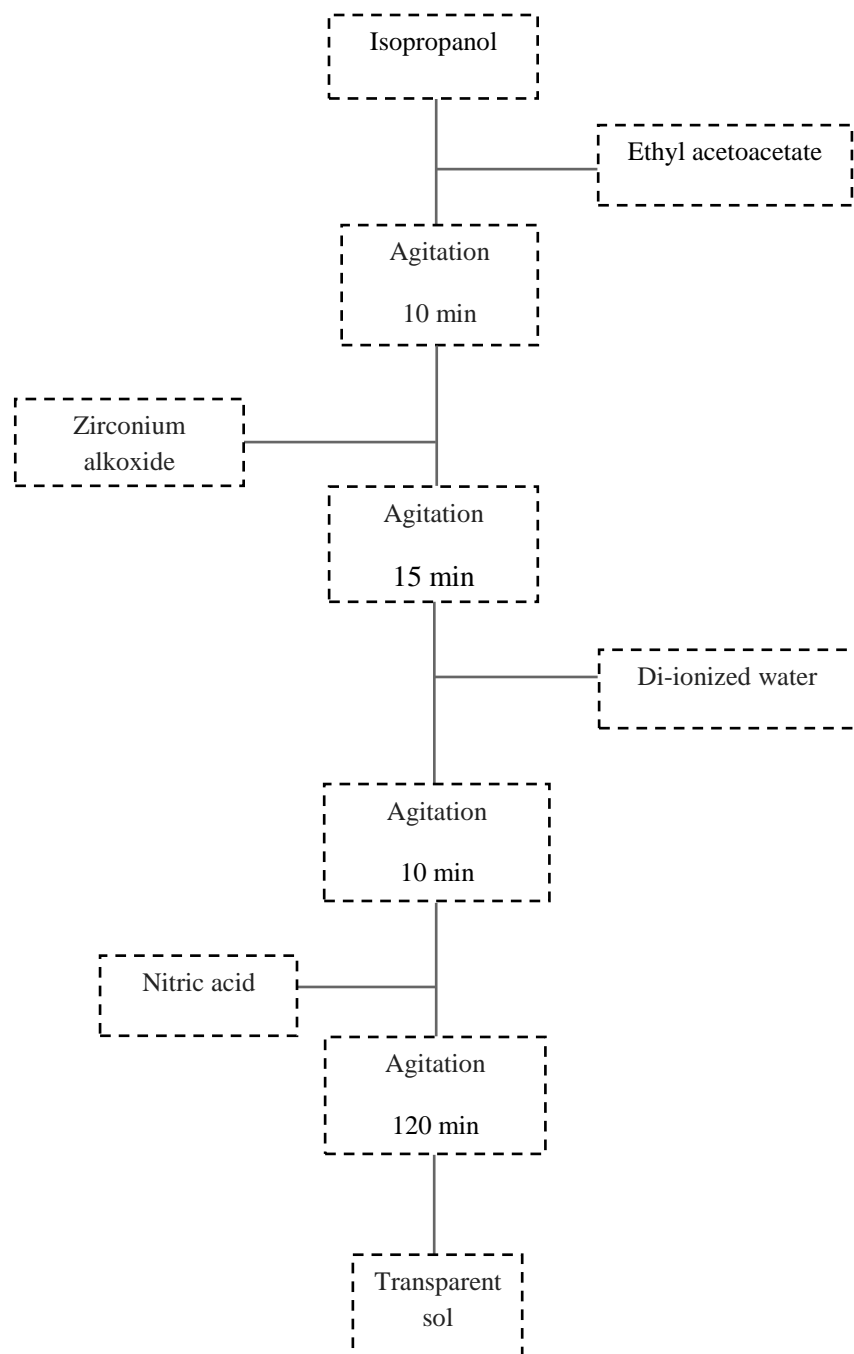 Isopropanol
Ethyl acetoacetate
Agitation
10 min
Zirconium
alkoxide
Agitation
15 min
Di-ionized water
Agitation
10 min
Nitric acid
Agitation
120 min
Transparent
sol